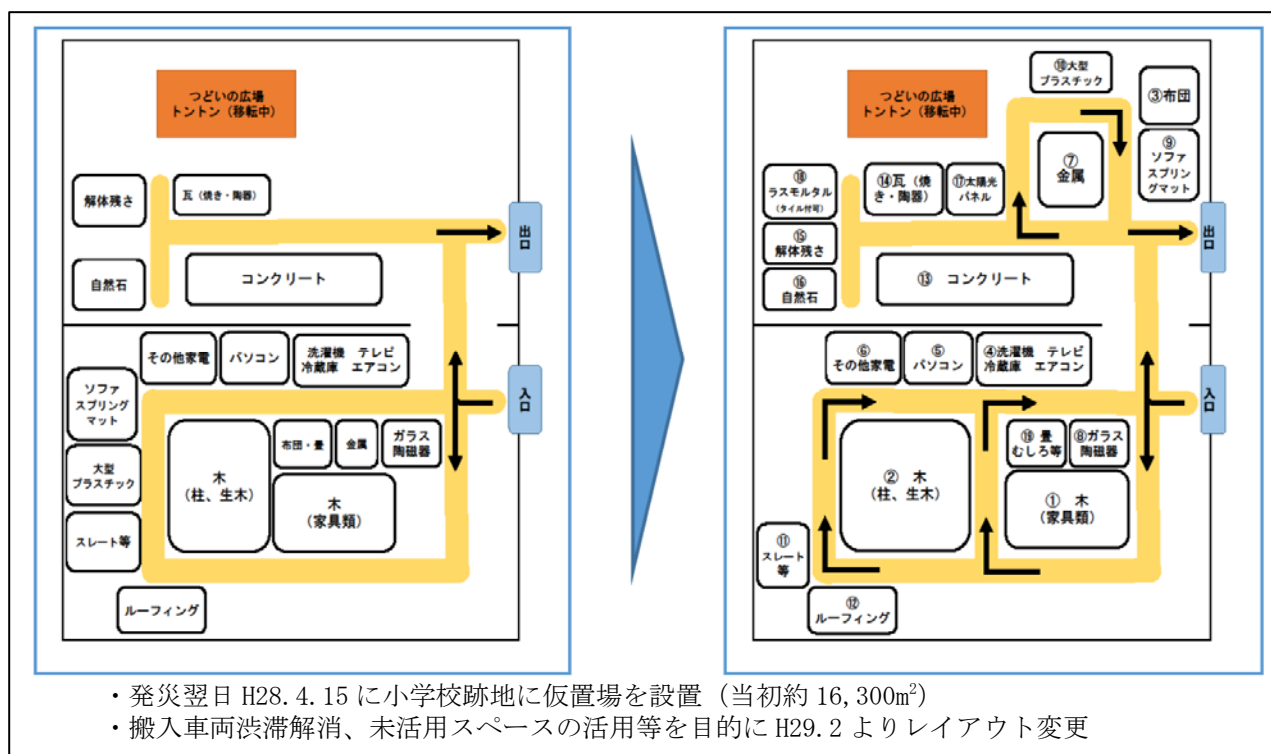 つどいの広場
トントン（移転中）
解体残さ
瓦（焼き・陶器）
出口
自然石
コンクリート
その他家電
パソコン
洗濯機　テレビ
冷蔵庫　エアコン
入口
ソファ
スプリング
マット
大型
プラスチック
スレート等
木
（柱、生木）
布団・畳
金属
ガラス
陶磁器
木
（家具類）
ルーフィング
つどいの広場
トントン（移転中）
⑩大型
プラスチック
③布団
⑦
金属
⑨
ソファ
スプリン
グマット
⑱
ラスモルタル
（タイル付可）
⑭瓦（焼
き・陶器）
⑰太陽光
パネル
出口
⑮
解体残さ
⑯
自然石
⑬　コンクリート
⑥
その他家電
⑤
パソコン
④洗濯機　テレビ
冷蔵庫　エアコン
入口
②　木
（柱、生木）
⑲ 畳
むしろ等
⑧ガラス
陶磁器
①　木
（家具類）
⑪
スレート
等
⑫
ルーフィング
・発災翌日 H28.4.15 に小学校跡地に仮置場を設置（当初約 16,300m²）
・搬入車両渋滞解消、未活用スペースの活用等を目的に H29.2 よりレイアウト変更